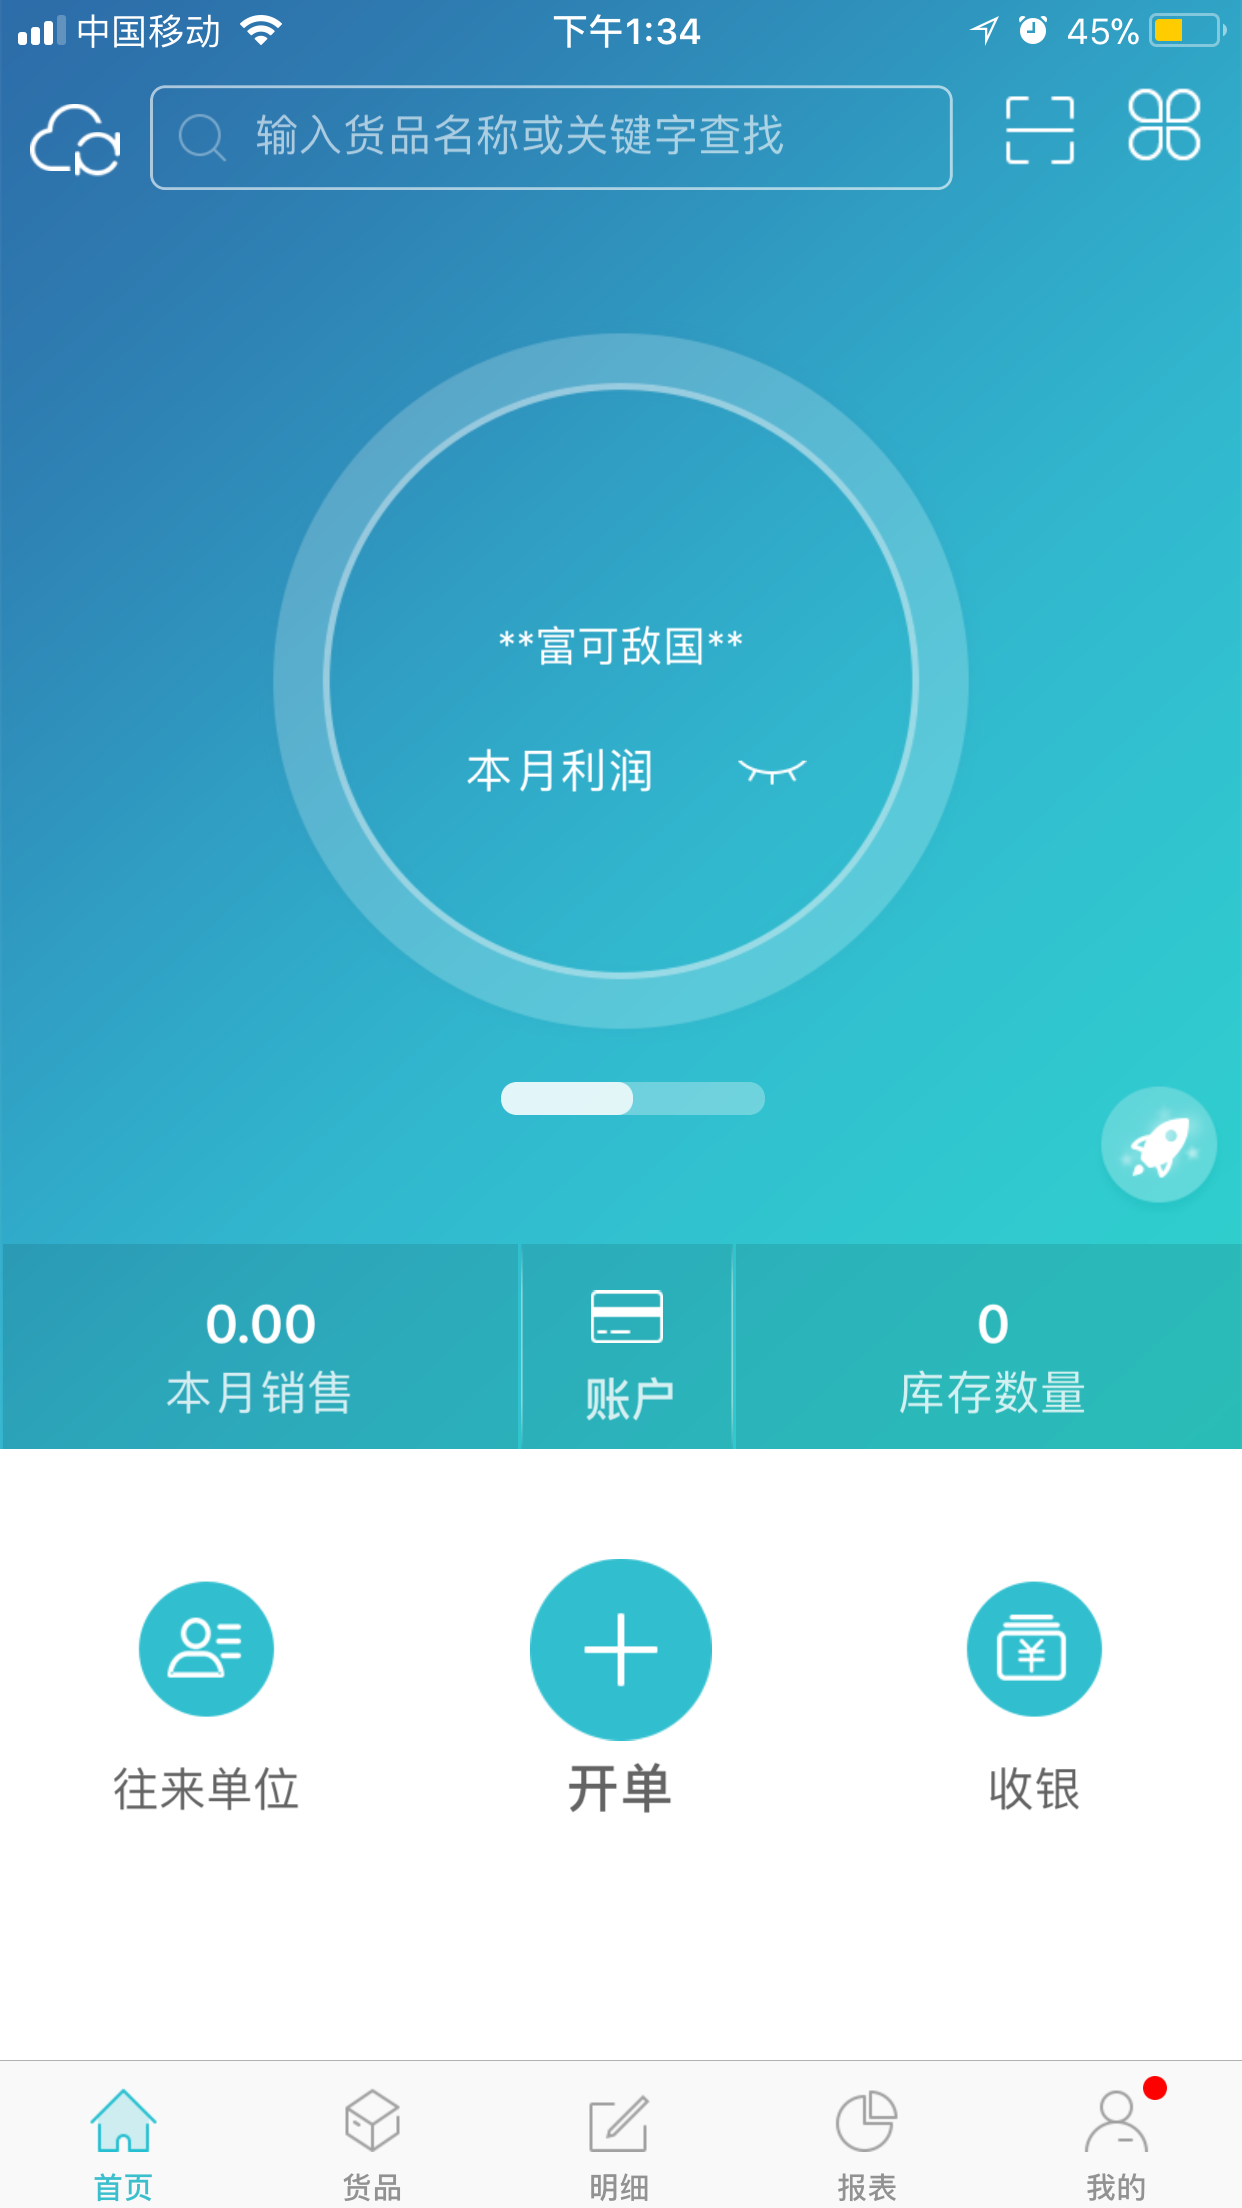 中国移动 下午1:34 45%
输入货品名称或关键字查找
**富可敌国**
本月利润
0.00 0
本月销售 账户 库存数量
往来单位 开单 收银
首页 货品 明细 报表 我的